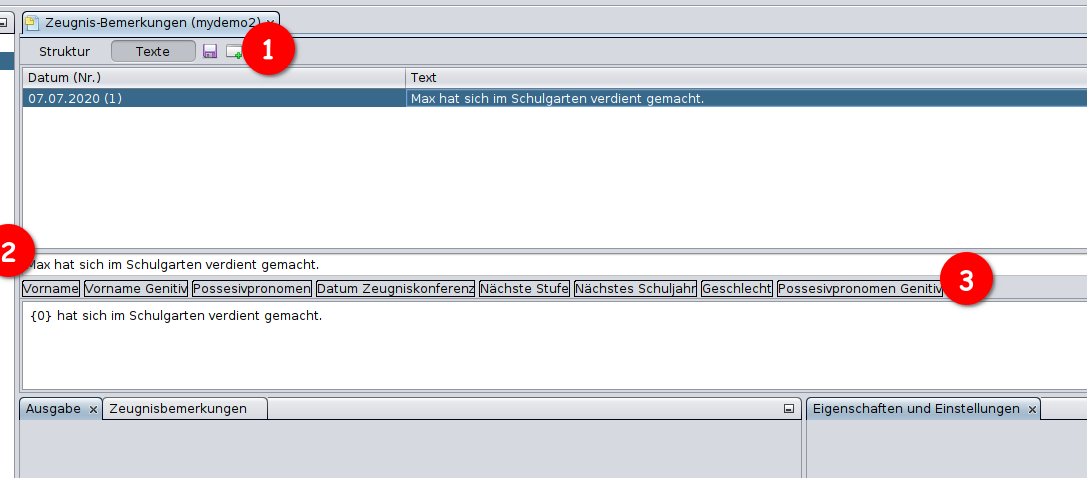 Zeugnis-Bemerkungen (mydemo2)
Struktur Texte 1
Datum (Nr.) Text
07.07.2020 (1) Max hat sich im Schulgarten verdient gemacht.
2
Max hat sich im Schulgarten verdient gemacht.
3
Vorname Vorname Genitiv Possesivpronomen Datum Zeugniskonferenz Nächste Stufe Nächstes Schuljahr Geschlecht Possesivpronomen Genitiv
{0} hat sich im Schulgarten verdient gemacht.
Ausgabe Zeugnisbemerkungen Eigenschaften und Einstellungen